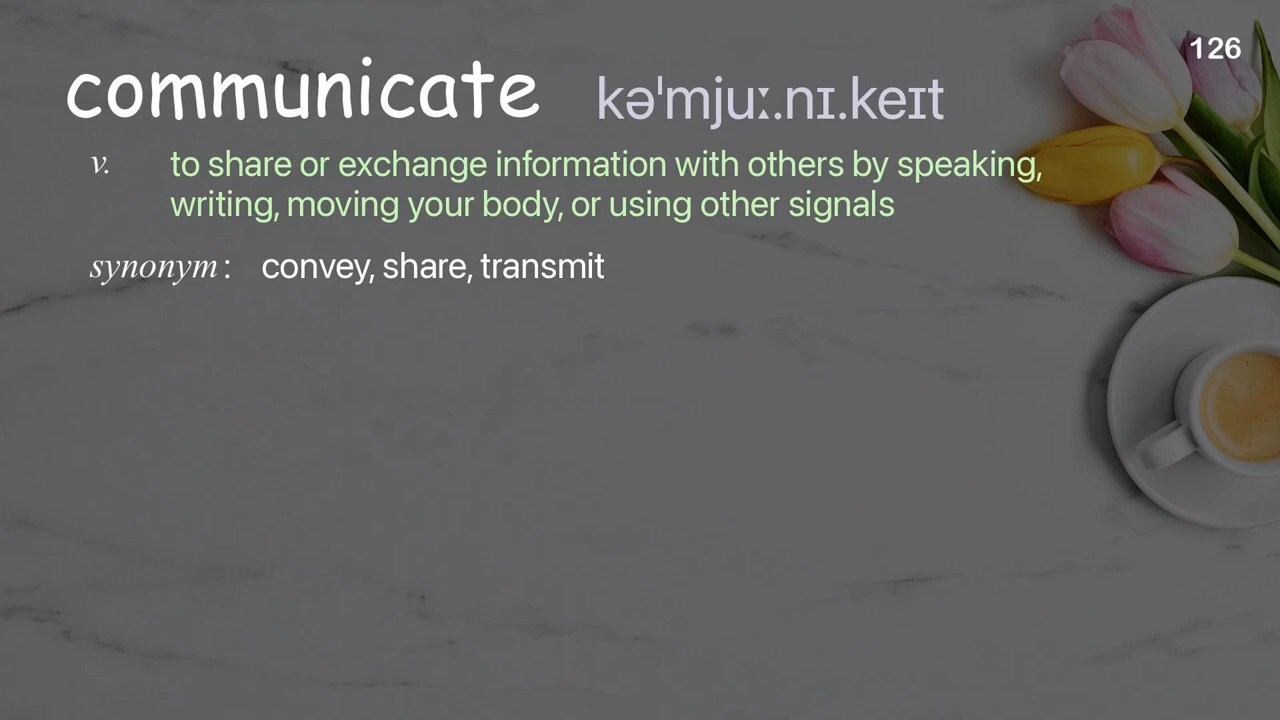 126
communicate kəˈmjuː.nɪ.keɪt
v. to share or exchange information with others by speaking,
writing, moving your body, or using other signals
synonym: convey, share, transmit